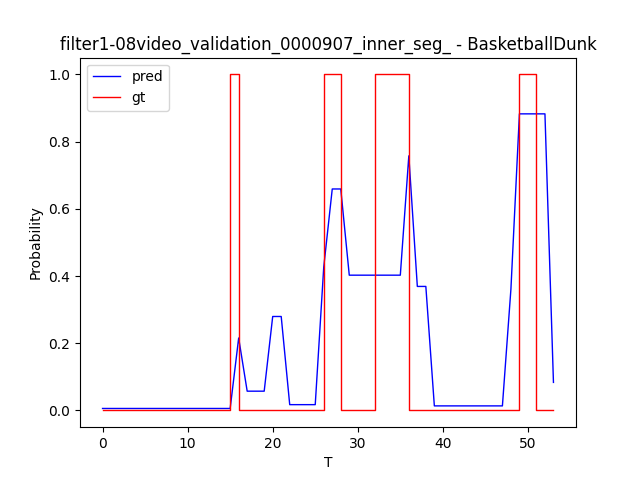 filter1-08video_validation_0000907_inner_seg_ - BasketballDunk
pred
gt
1.0
0.8
0.6
0.4
0.2
0.0
Probability
0 10 20 30 40 50
T